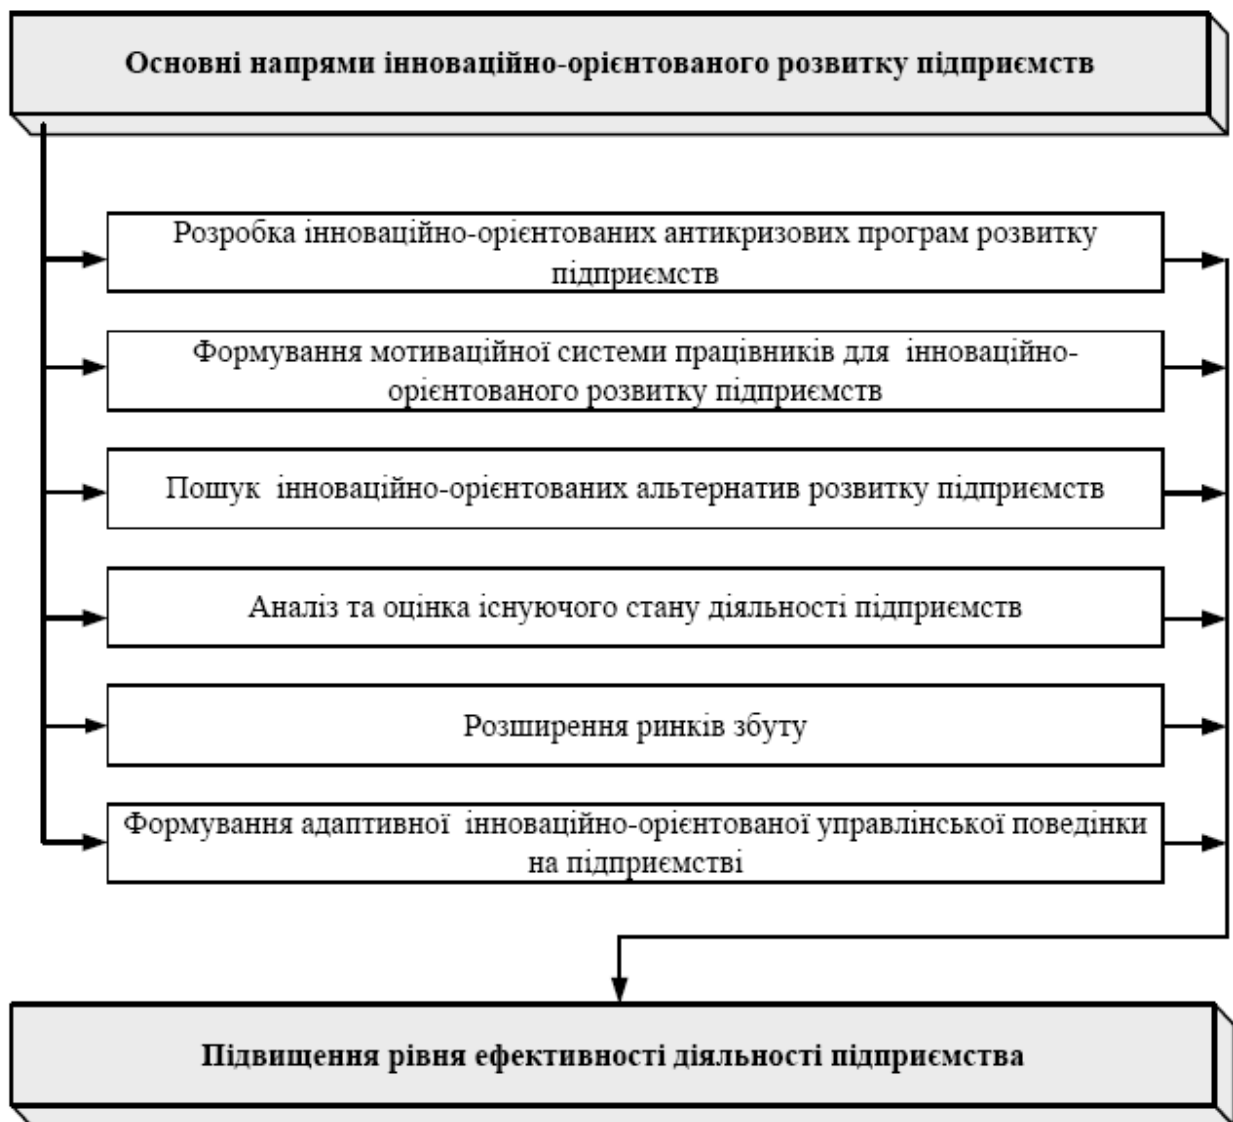 Основні напрями інноваційно-орієнтованого розвитку підприємств
Розробка інноваційно-орієнтованих антикризових програм розвитку
підприємств
Формування мотиваційної системи працівників для інноваційно-
орієнтованого розвитку підприємств
Пошук інноваційно-орієнтованих альтернатив розвитку підприємств
Аналіз та оцінка існуючого стану діяльності підприємств
Розширення ринків збуту
Формування адаптивної інноваційно-орієнтованої управлінської поведінки
на підприємстві
Підвищення рівня ефективності діяльності підприємства